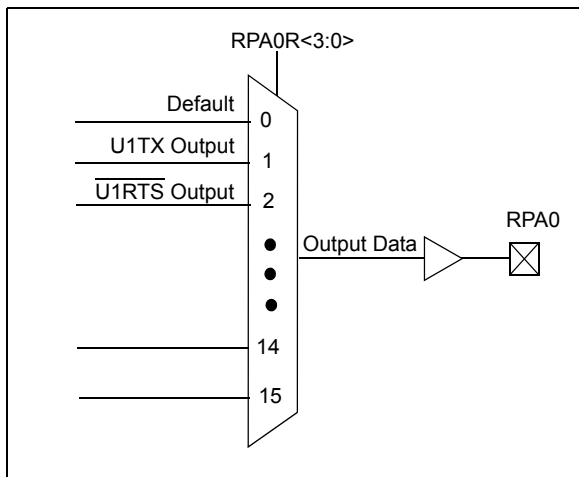 RPA0R<3:0>
Default
0
U1TX Output
1
U1RTS Output
2
RPA0
Output Data
14
15